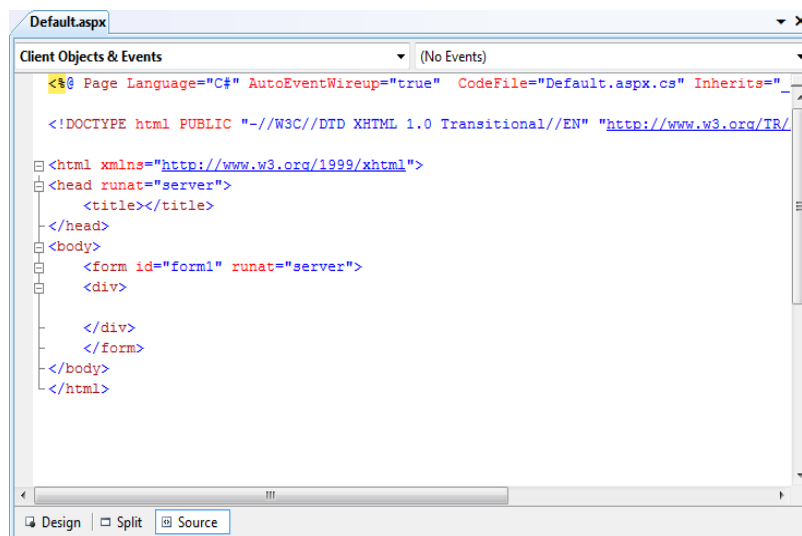 Default.aspx
Client Objects & Events (No Events)
<%@ Page Language="C#" AutoEventWireup="true"  CodeFile="Default.aspx.cs" Inherits="_
<!DOCTYPE html PUBLIC "-//W3C//DTD XHTML 1.0 Transitional//EN" "http://www.w3.org/TR/
<html xmlns="http://www.w3.org/1999/xhtml">
<head runat="server">
    <title></title>
</head>
<body>
    <form id="form1" runat="server">
    <div>
    </div>
    </form>
</body>
</html>
Design Split Source